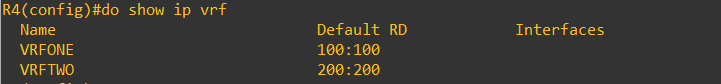 R4(config)#do show ip vrf
Name Default RD Interfaces
VRFONE 100:100
VRFTWO 200:200